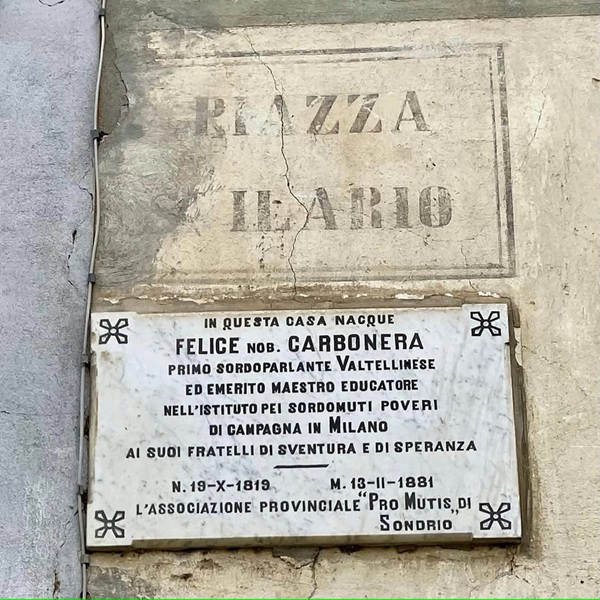 PIAZZA
ILARIO
IN QUESTA CASA NACQUE
FELICE NOB. CARBONERA
PRIMO SORDOPARLANTE VALTELLINESE
ED EMERITO MAESTRO EDUCATORE
NELL'ISTITUTO PEI SORDOMUTI POVERI
DI CAMPAGNA IN MILANO
AI SUOI FRATELLI DI SVENTURA E DI SPERANZA
N. 19-X-1819 M. 13-II-1881
L'ASSOCIAZIONE PROVINCIALE "PRO MUTIS„ DI
SONDRIO